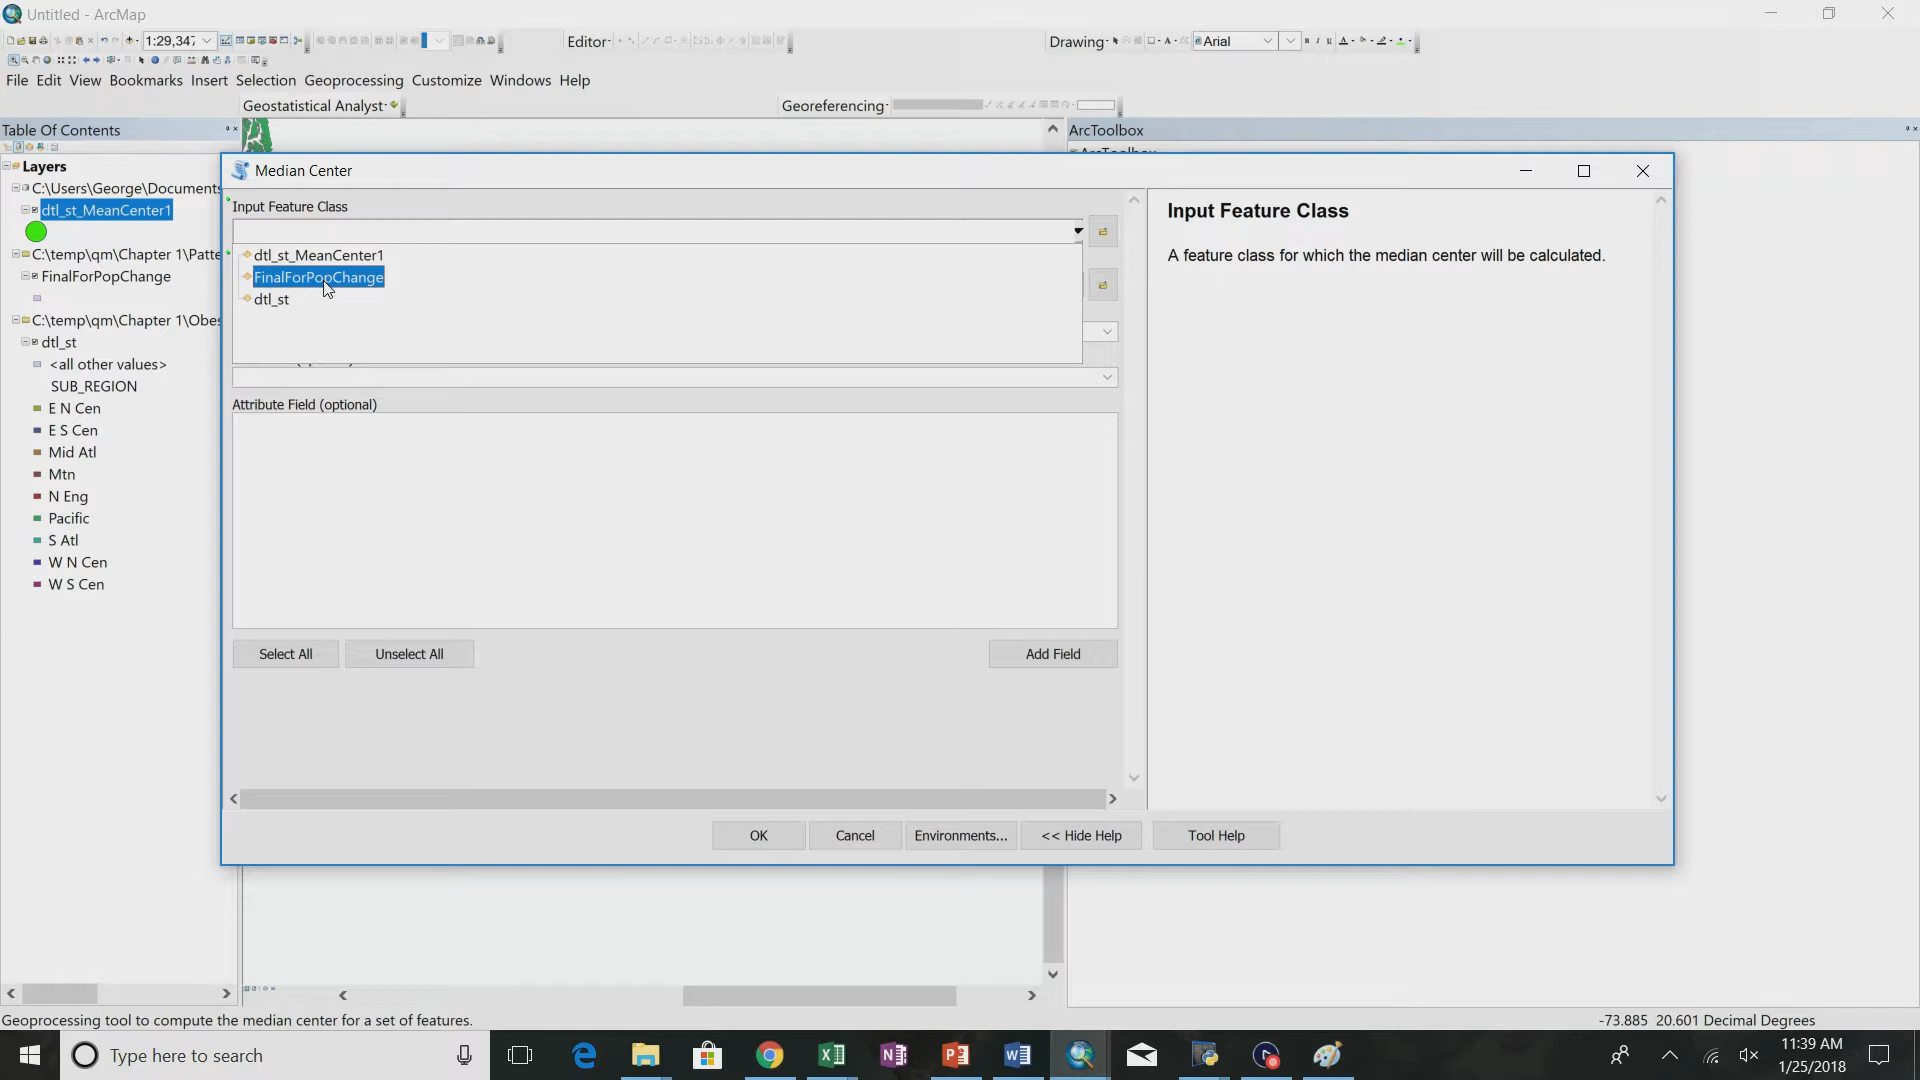 Untitled - ArcMap
1:29,347
Editor
Drawing
Arial
B I U A A
File Edit View Bookmarks Insert Selection Geoprocessing Customize Windows Help
Geostatistical Analyst
Georeferencing
Table Of Contents
ArcToolbox
Layers
C:\Users\George\Documents
dtl_st_MeanCenter1
C:\temp\qm\Chapter 1\Patte
FinalForPopChange
C:\temp\qm\Chapter 1\Obes
dtl_st
<all other values>
SUB_REGION
E N Cen
E S Cen
Mid Atl
Mtn
N Eng
Pacific
S Atl
W N Cen
W S Cen
Median Center
Input Feature Class
dtl_st_MeanCenter1
FinalForPopChange
dtl_st
Attribute Field (optional)
Select All
Unselect All
Add Field
Input Feature Class
A feature class for which the median center will be calculated.
OK
Cancel
Environments...
<< Hide Help
Tool Help
Geoprocessing tool to compute the median center for a set of features.
-73.885 20.601 Decimal Degrees
Type here to search
11:39 AM
1/25/2018